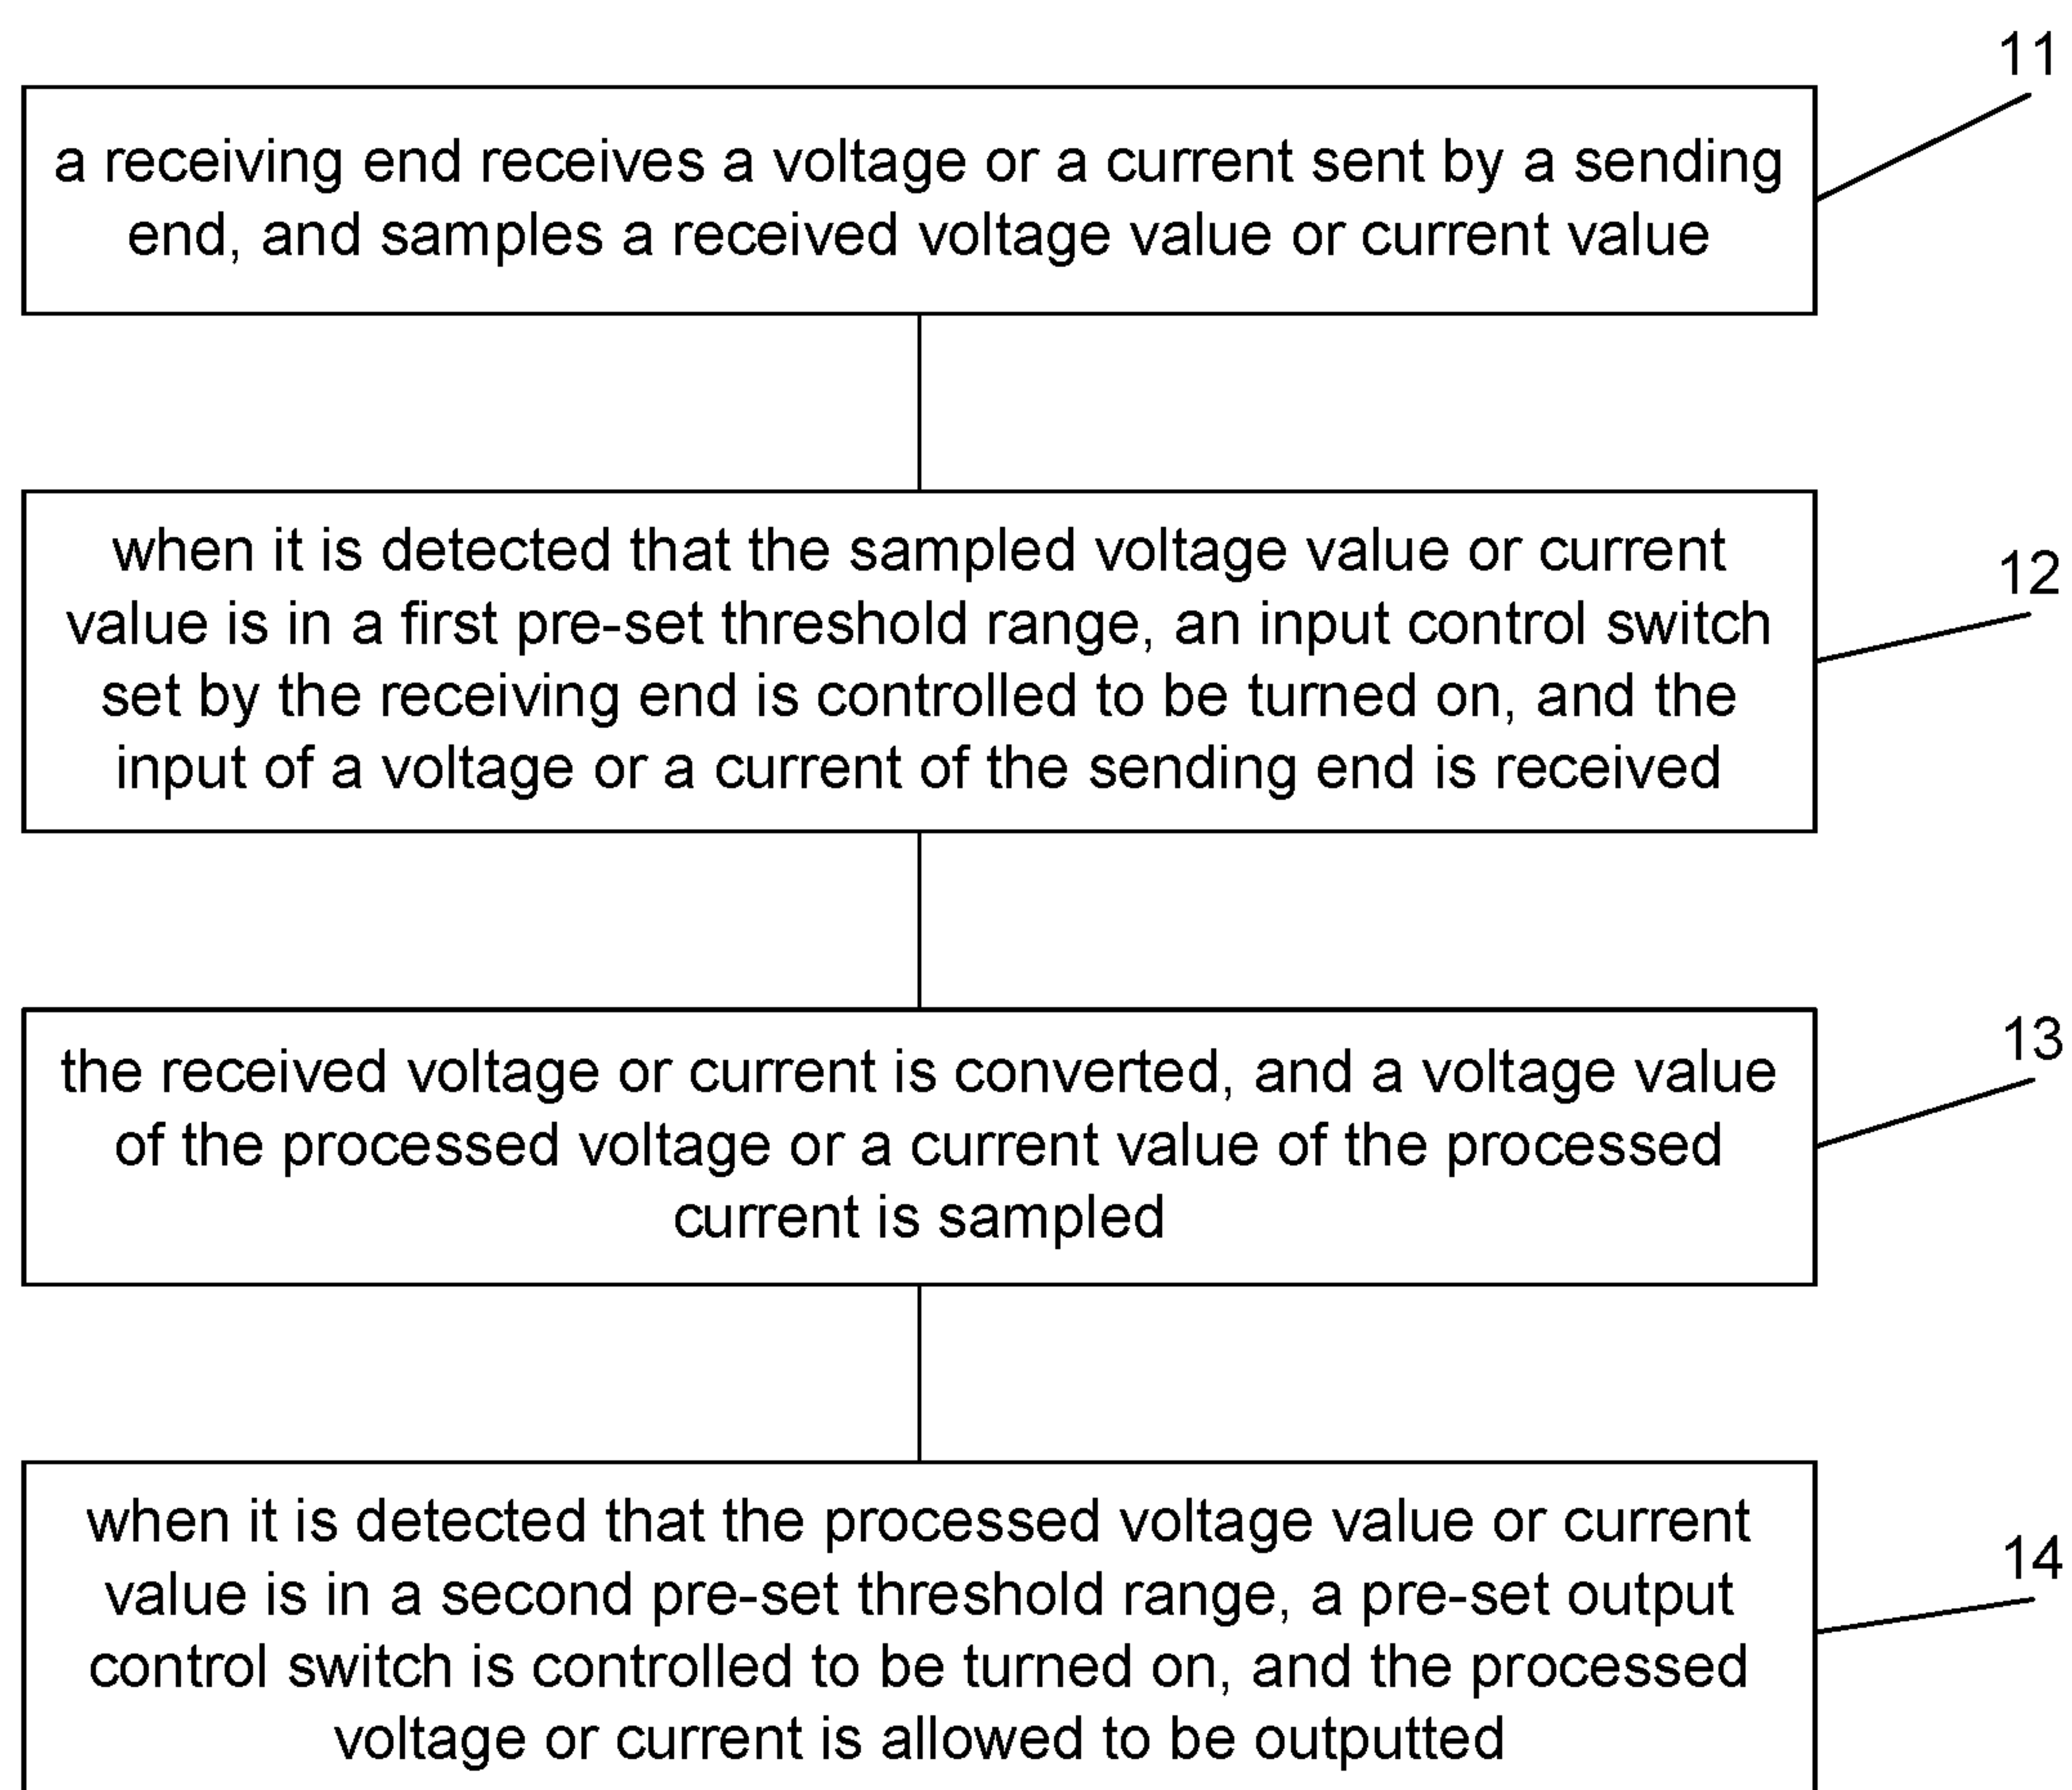 11
a receiving end receives a voltage or a current sent by a sending
end, and samples a received voltage value or current value
12
when it is detected that the sampled voltage value or current
value is in a first pre-set threshold range, an input control switch
set by the receiving end is controlled to be turned on, and the
input of a voltage or a current of the sending end is received
13
the received voltage or current is converted, and a voltage value
of the processed voltage or a current value of the processed
current is sampled
14
when it is detected that the processed voltage value or current
value is in a second pre-set threshold range, a pre-set output
control switch is controlled to be turned on, and the processed
voltage or current is allowed to be outputted